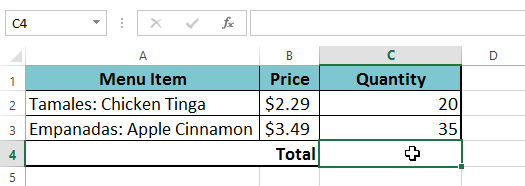 C4 fx
A B C D
1 Menu Item Price Quantity
2 Tamales: Chicken Tinga $2.29 20
3 Empanadas: Apple Cinnamon $3.49 35
4 Total
5